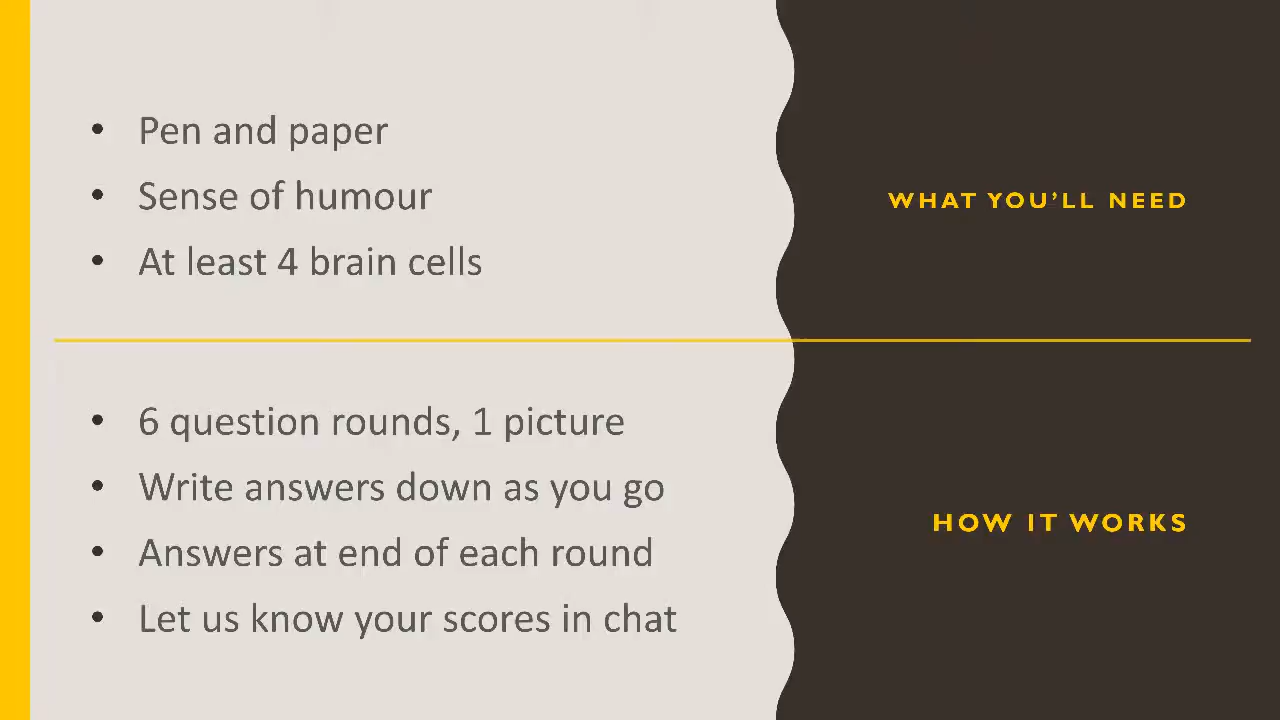 • Pen and paper
• Sense of humour
• At least 4 brain cells
WHAT YOU’LL NEED
• 6 question rounds, 1 picture
• Write answers down as you go
• Answers at end of each round
• Let us know your scores in chat
HOW IT WORKS